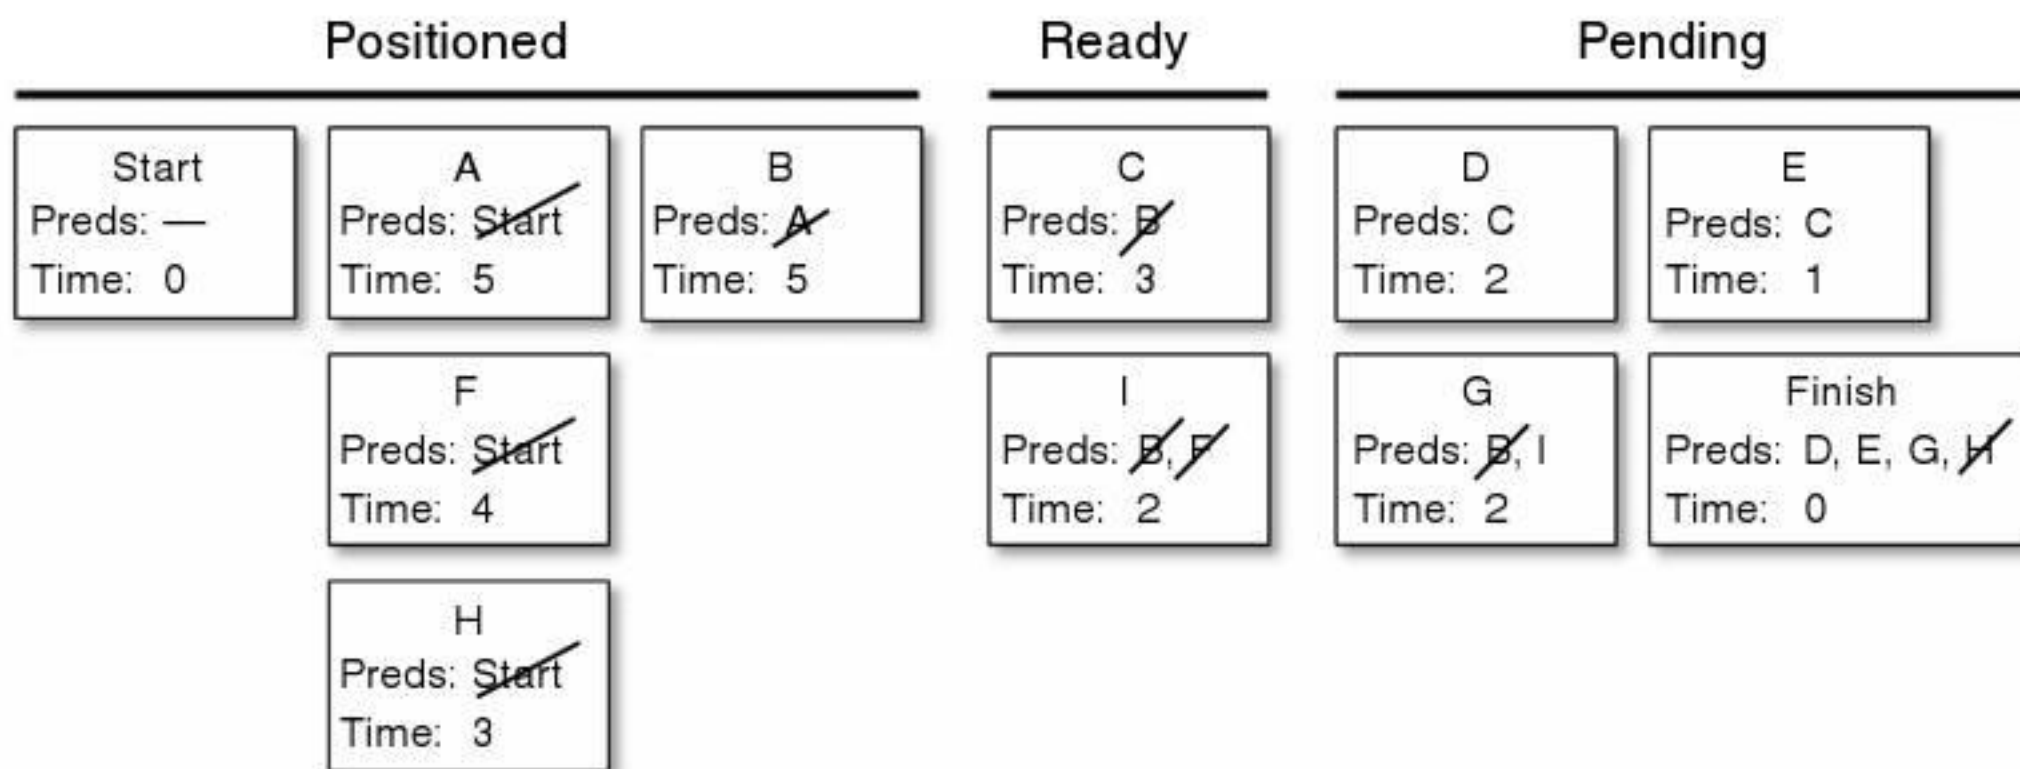 Positioned
Ready
Pending
Start
Preds: —
Time: 0
A
Preds: Start
Time: 5
B
Preds: A
Time: 5
C
Preds: B
Time: 3
D
Preds: C
Time: 2
E
Preds: C
Time: 1
F
Preds: Start
Time: 4
I
Preds: B, F
Time: 2
G
Preds: B, I
Time: 2
Finish
Preds: D, E, G, H
Time: 0
H
Preds: Start
Time: 3